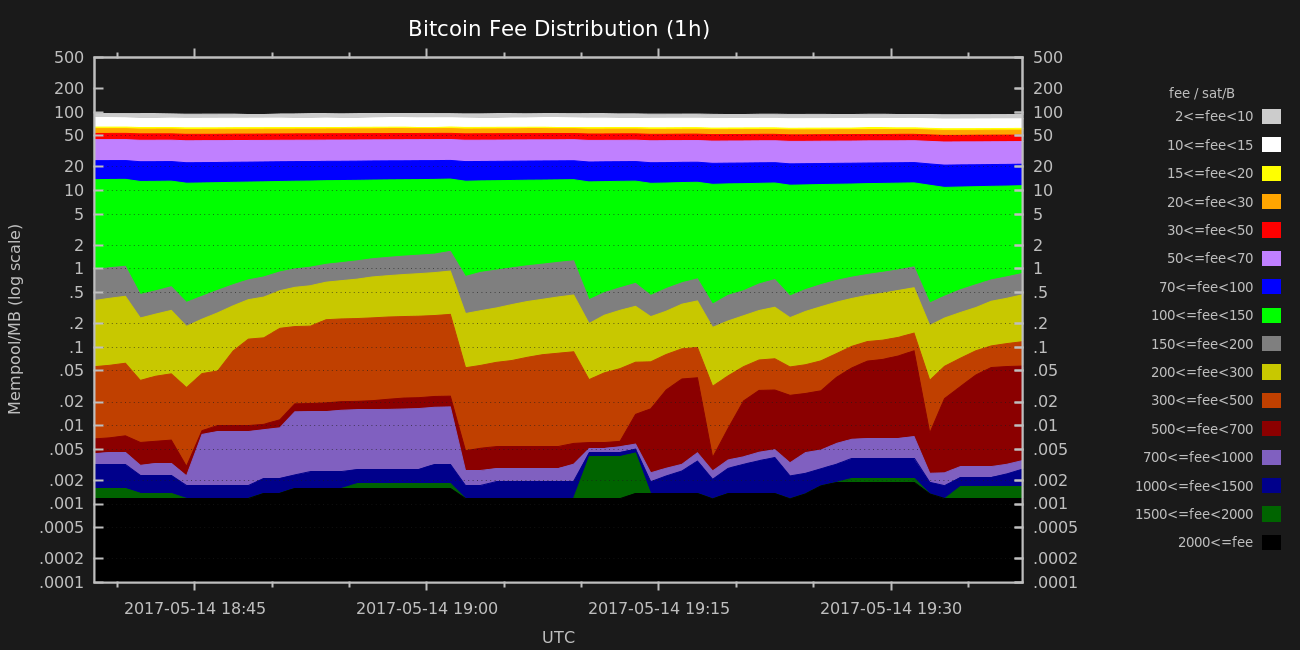 Bitcoin Fee Distribution (1h)
500
200
100
50
20
10
5
2
1
.5
.2
.1
.05
.02
.01
.005
.002
.001
.0005
.0002
.0001
Mempool/MB (log scale)
500
200
100
50
20
10
5
2
1
.5
.2
.1
.05
.02
.01
.005
.002
.001
.0005
.0002
.0001
2017-05-14 18:45
2017-05-14 19:00
2017-05-14 19:15
2017-05-14 19:30
UTC
fee / sat/B
2<=fee<10
10<=fee<15
15<=fee<20
20<=fee<30
30<=fee<50
50<=fee<70
70<=fee<100
100<=fee<150
150<=fee<200
200<=fee<300
300<=fee<500
500<=fee<700
700<=fee<1000
1000<=fee<1500
1500<=fee<2000
2000<=fee